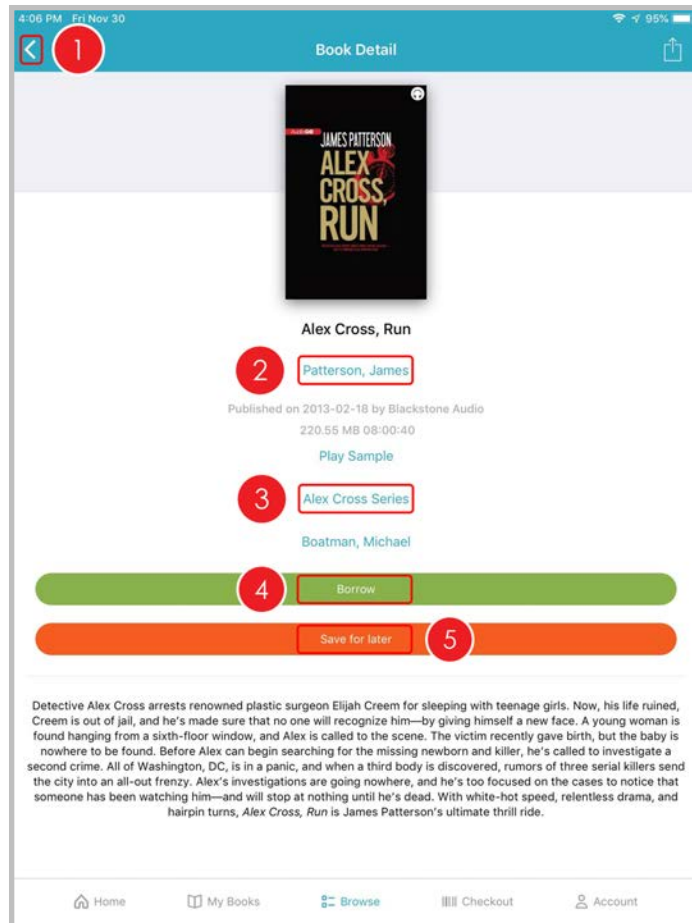 4:06 PM Fri Nov 30
95%
1
Book Detail
JAMES PATTERSON
ALEX
CROSS,
RUN
Alex Cross, Run
2
Patterson, James
Published on 2013-02-18 by Blackstone Audio
220.55 MB 08:00:40
Play Sample
3
Alex Cross Series
Boatman, Michael
4
Borrow
Save for later
5
Detective Alex Cross arrests renowned plastic surgeon Elijah Creem for sleeping with teenage girls. Now, his life ruined,
Creem is out of jail, and he's made sure that no one will recognize him—by giving himself a new face. A young woman is
found hanging from a sixth-floor window, and Alex is called to the scene. The victim recently gave birth, but the baby is
nowhere to be found. Before Alex can begin searching for the missing newborn and killer, he's called to investigate a
second crime. All of Washington, DC, is in a panic, and when a third body is discovered, rumors of three serial killers send
the city into an all-out frenzy. Alex's investigations are going nowhere, and he's too focused on the cases to notice that
someone has been watching him—and will stop at nothing until he's dead. With white-hot speed, relentless drama, and
hairpin turns, Alex Cross, Run is James Patterson's ultimate thrill ride.
Home
My Books
Browse
Checkout
Account